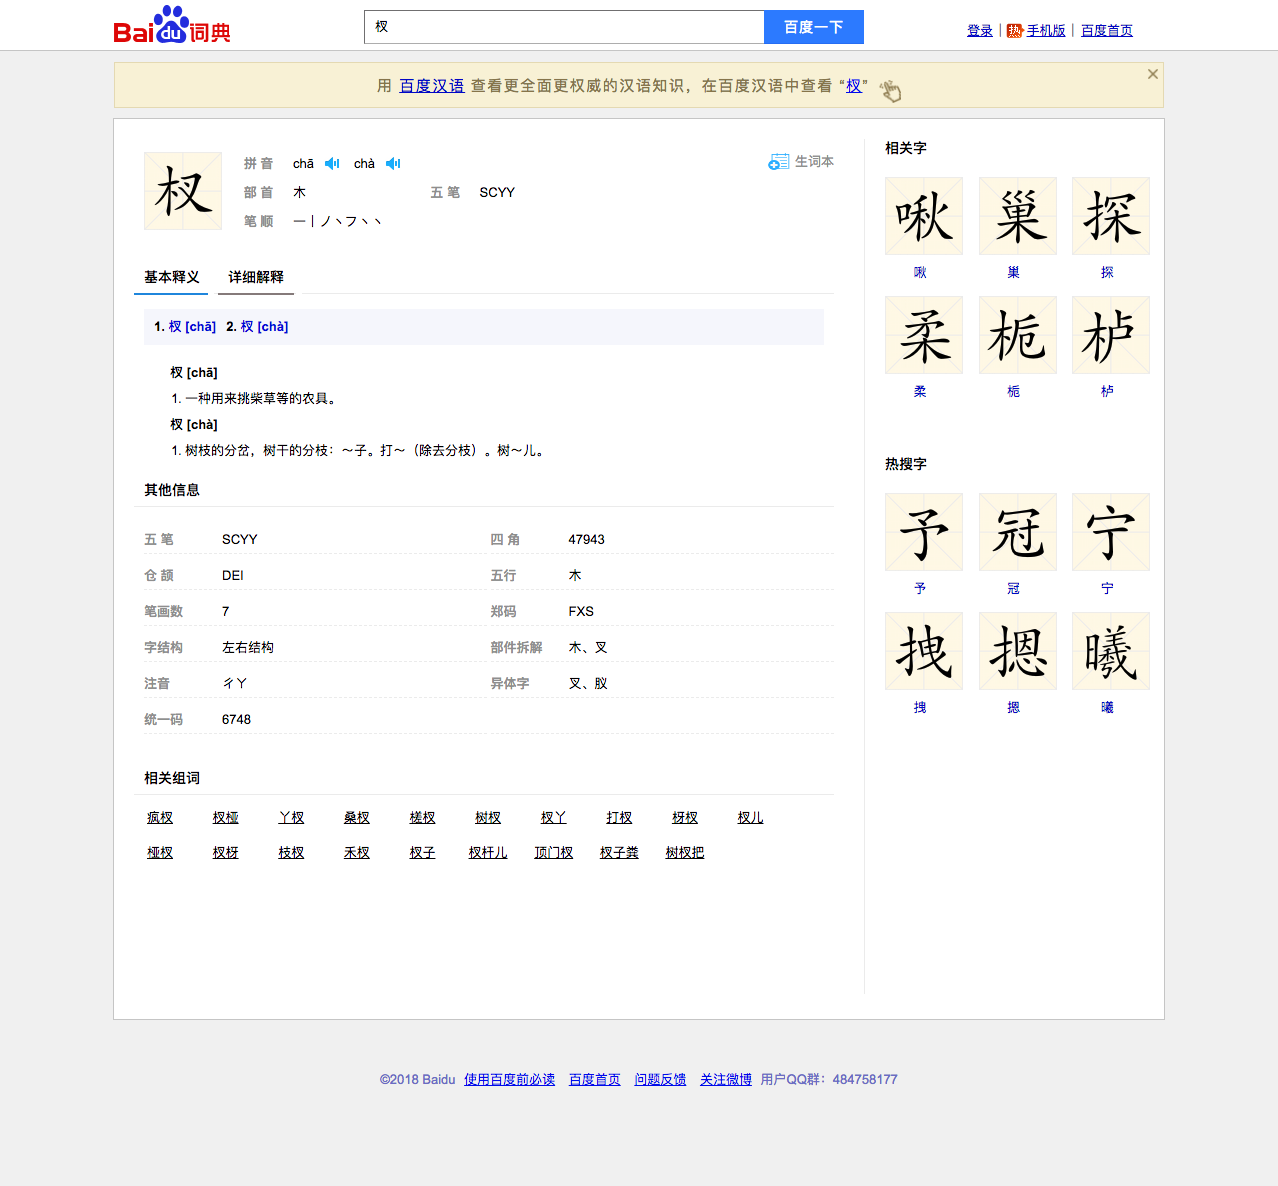 Bai du 词典
杈
百度一下
登录 | 热 手机版 | 百度首页
用 百度汉语 查看更全面更权威的汉语知识，在百度汉语中查看 “杈”
杈
拼 音 chā chà
生词本
部 首 木 五 笔 SCYY
笔 顺 一丨ノヽフヽヽ
基本释义 详细解释
1. 杈 [chā] 2. 杈 [chà]
杈 [chā]
1. 一种用来挑柴草等的农具。
杈 [chà]
1. 树枝的分岔，树干的分枝：～子。打～（除去分枝）。树～儿。
其他信息
五 笔 SCYY 四 角 47943
仓 颉 DEI 五行 木
笔画数 7 郑码 FXS
字结构 左右结构 部件拆解 木、叉
注音 ㄔㄚ 异体字 叉、肞
统一码 6748
相关组词
疯杈 杈桠 丫杈 桑杈 槎杈 树杈 杈丫 打杈 枒杈 杈儿
桠杈 杈枒 枝杈 禾杈 杈子 杈杆儿 顶门杈 杈子粪 树杈把
相关字
啾 巢 探
啾 巢 探
柔 栀 栌
柔 栀 栌
热搜字
予 冠 宁
予 冠 宁
拽 摁 曦
拽 摁 曦
©2018 Baidu 使用百度前必读 百度首页 问题反馈 关注微博 用户QQ群：484758177